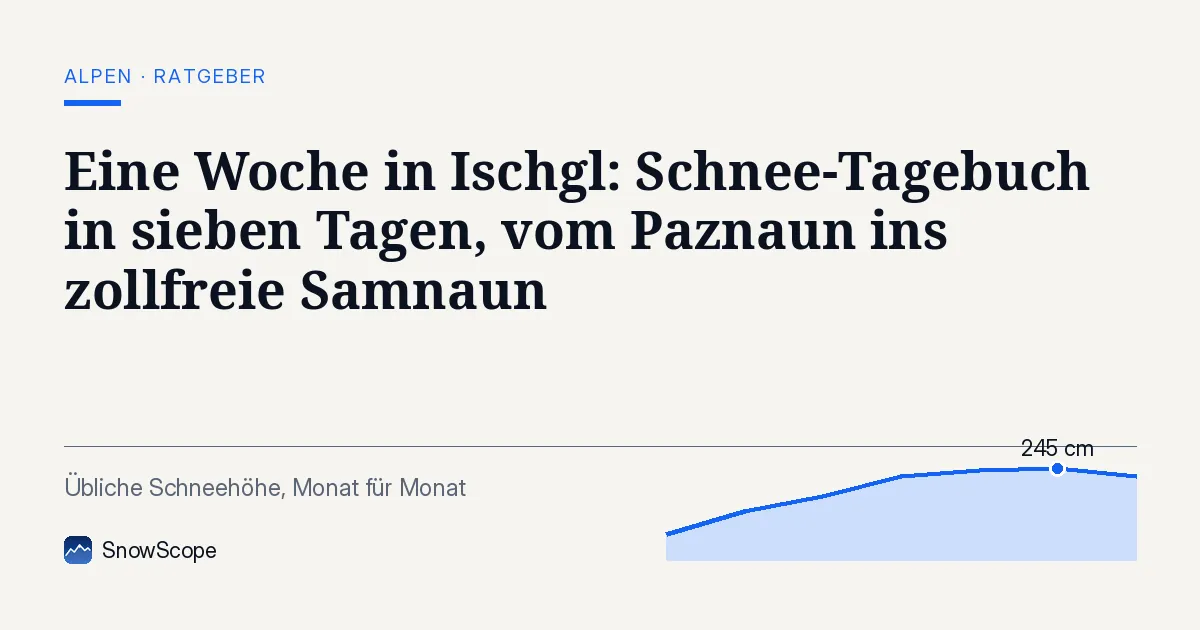 ALPEN · RATGEBER
Eine Woche in Ischgl: Schnee-Tagebuch
in sieben Tagen, vom Paznaun ins
zollfreie Samnaun
245 cm
Übliche Schneehöhe, Monat für Monat
SnowScope